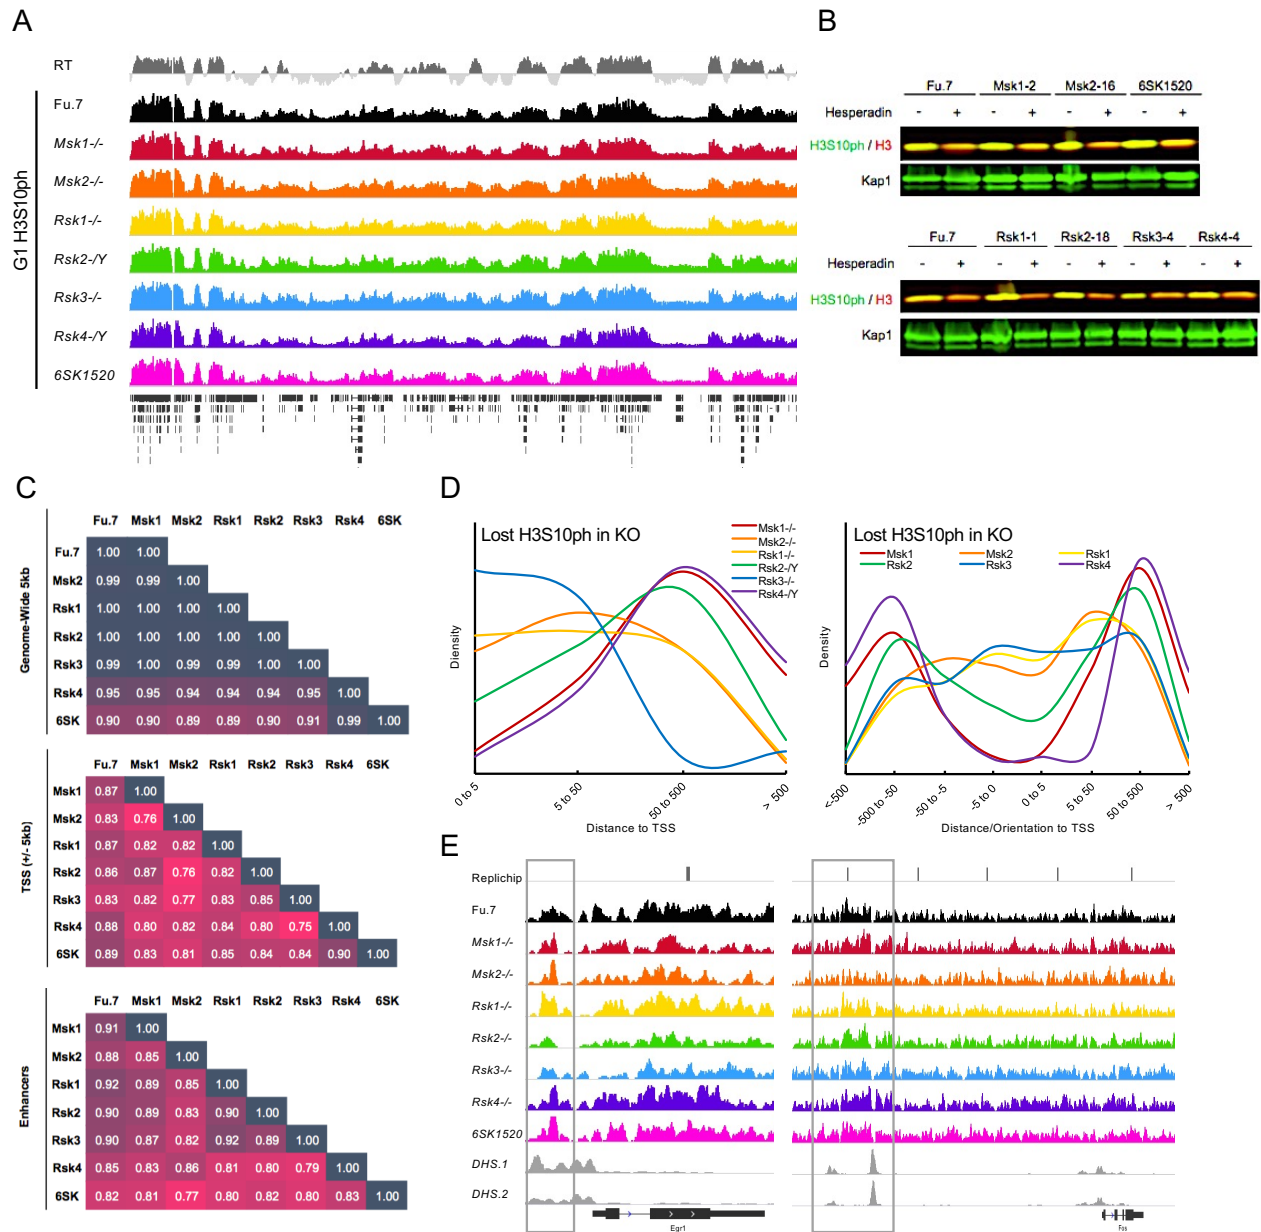 A
RT
G1 H3S10ph
Fu.7
Msk1-/-
Msk2-/-
Rsk1-/-
Rsk2-/Y
Rsk3-/-
Rsk4-/Y
6SK1520
B
Fu.7 Msk1-2 Msk2-16 6SK1520
Hesperadin - + - + - + - +
H3S10ph / H3
Kap1
Fu.7 Rsk1-1 Rsk2-18 Rsk3-4 Rsk4-4
Hesperadin - + - + - + - + - +
H3S10ph / H3
Kap1
C
Genome-Wide 5kb
Fu.7 Msk1 Msk2 Rsk1 Rsk2 Rsk3 Rsk4 6SK
Fu.7 1.00 1.00
Msk2 0.99 0.99 1.00
Rsk1 1.00 1.00 1.00 1.00
Rsk2 1.00 1.00 1.00 1.00 1.00
Rsk3 0.99 1.00 0.99 0.99 1.00 1.00
Rsk4 0.95 0.95 0.94 0.94 0.94 0.95 1.00
6SK 0.90 0.90 0.89 0.89 0.90 0.91 0.99 1.00
TSS (+/- 5kb)
Fu.7 Msk1 Msk2 Rsk1 Rsk2 Rsk3 Rsk4 6SK
Msk1 0.87 1.00
Msk2 0.83 0.76 1.00
Rsk1 0.87 0.82 0.82 1.00
Rsk2 0.86 0.87 0.76 0.82 1.00
Rsk3 0.83 0.82 0.77 0.83 0.85 1.00
Rsk4 0.88 0.80 0.82 0.84 0.80 0.75 1.00
6SK 0.89 0.83 0.81 0.85 0.84 0.84 0.90 1.00
Enhancers
Fu.7 Msk1 Msk2 Rsk1 Rsk2 Rsk3 Rsk4 6SK
Msk1 0.91 1.00
Msk2 0.88 0.85 1.00
Rsk1 0.92 0.89 0.85 1.00
Rsk2 0.90 0.89 0.83 0.90 1.00
Rsk3 0.90 0.87 0.82 0.92 0.89 1.00
Rsk4 0.85 0.83 0.86 0.81 0.80 0.79 1.00
6SK 0.82 0.81 0.77 0.80 0.82 0.80 0.83 1.00
D
Lost H3S10ph in KO
Msk1-/-
Msk2-/-
Rsk1-/-
Rsk2-/Y
Rsk3-/-
Rsk4-/Y
Density
0 to 5
5 to 50
50 to 500
> 500
Distance to TSS
Lost H3S10ph in KO
Msk1 Msk2 Rsk1
Rsk2 Rsk3 Rsk4
Density
<-500
-500 to -50
-50 to -5
-5 to 0
0 to 5
5 to 50
50 to 500
> 500
Distance/Orientation to TSS
E
Replichip
Fu.7
Msk1-/-
Msk2-/-
Rsk1-/-
Rsk2-/-
Rsk3-/-
Rsk4-/-
6SK1520
DHS.1
DHS.2
Egr1
Fos